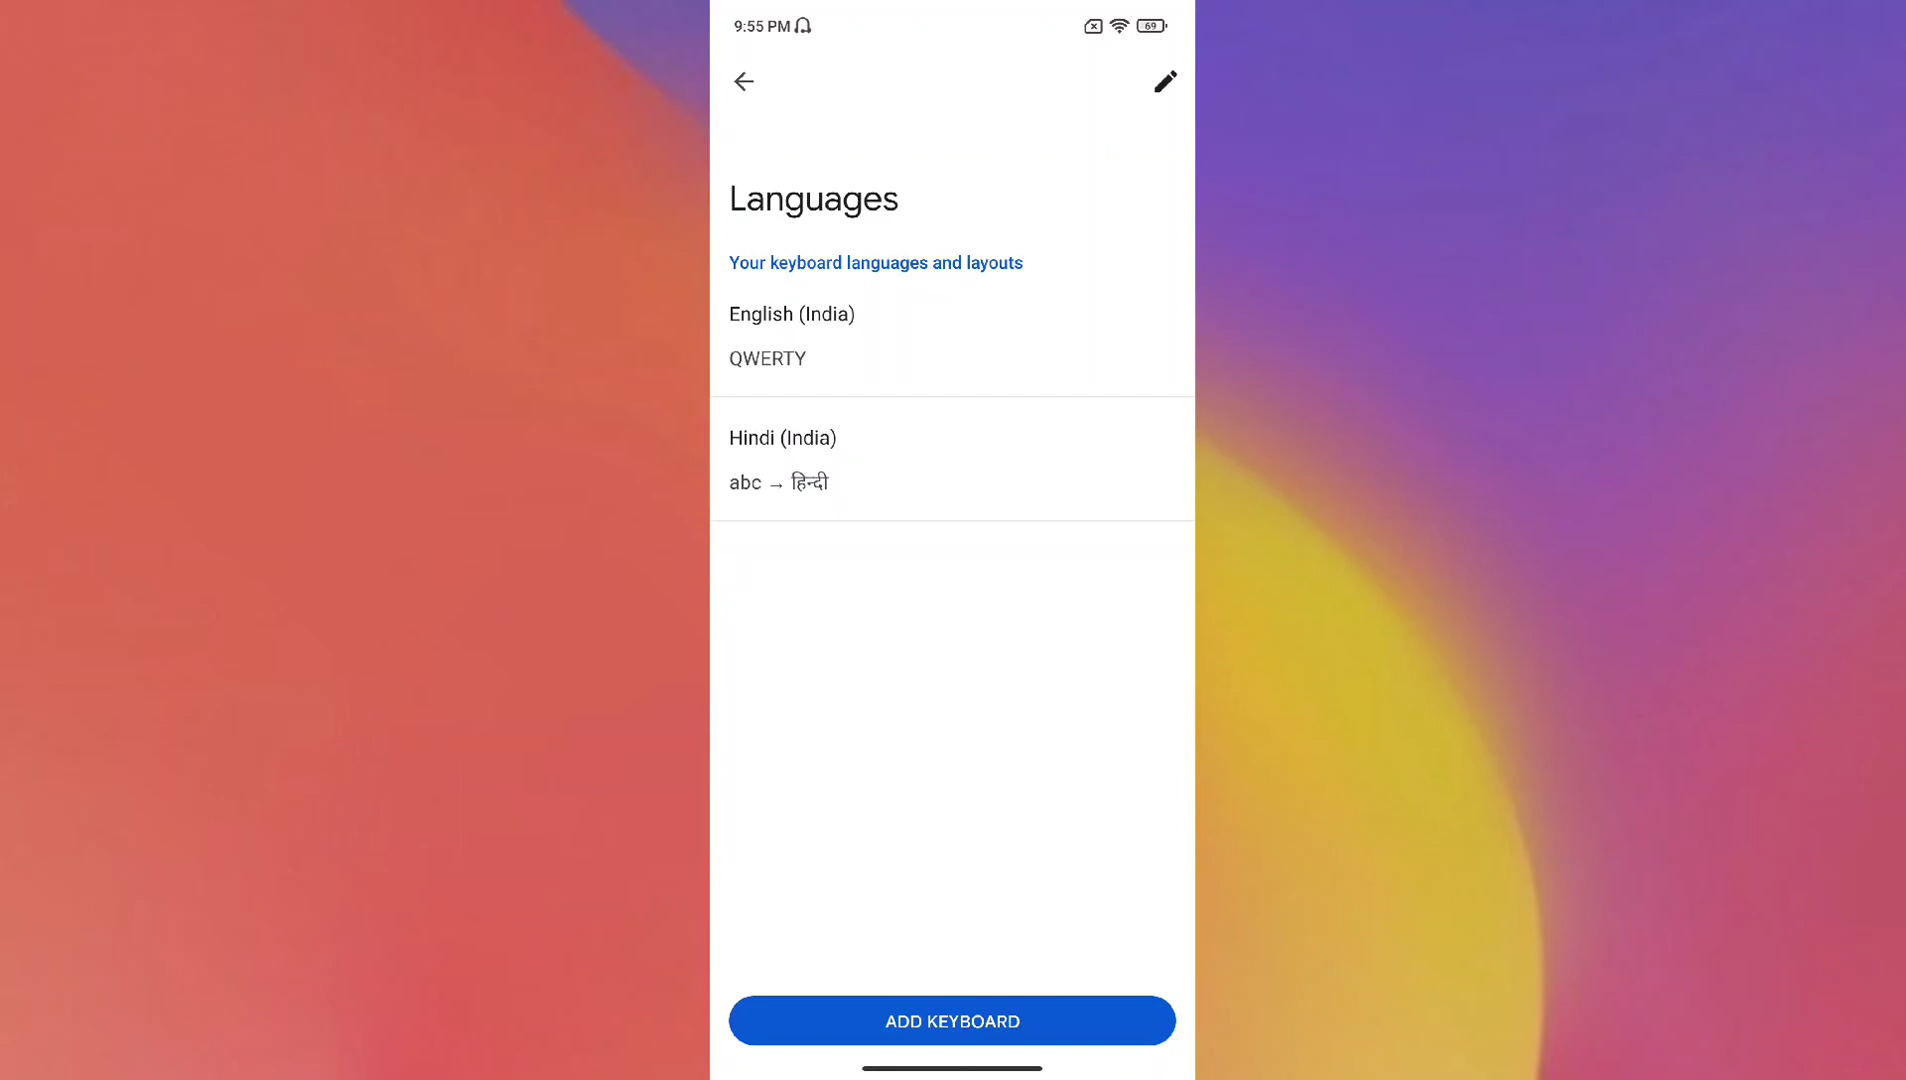 9:55 PM
69
Languages
Your keyboard languages and layouts
English (India)
QWERTY
Hindi (India)
abc → हिन्दी
ADD KEYBOARD